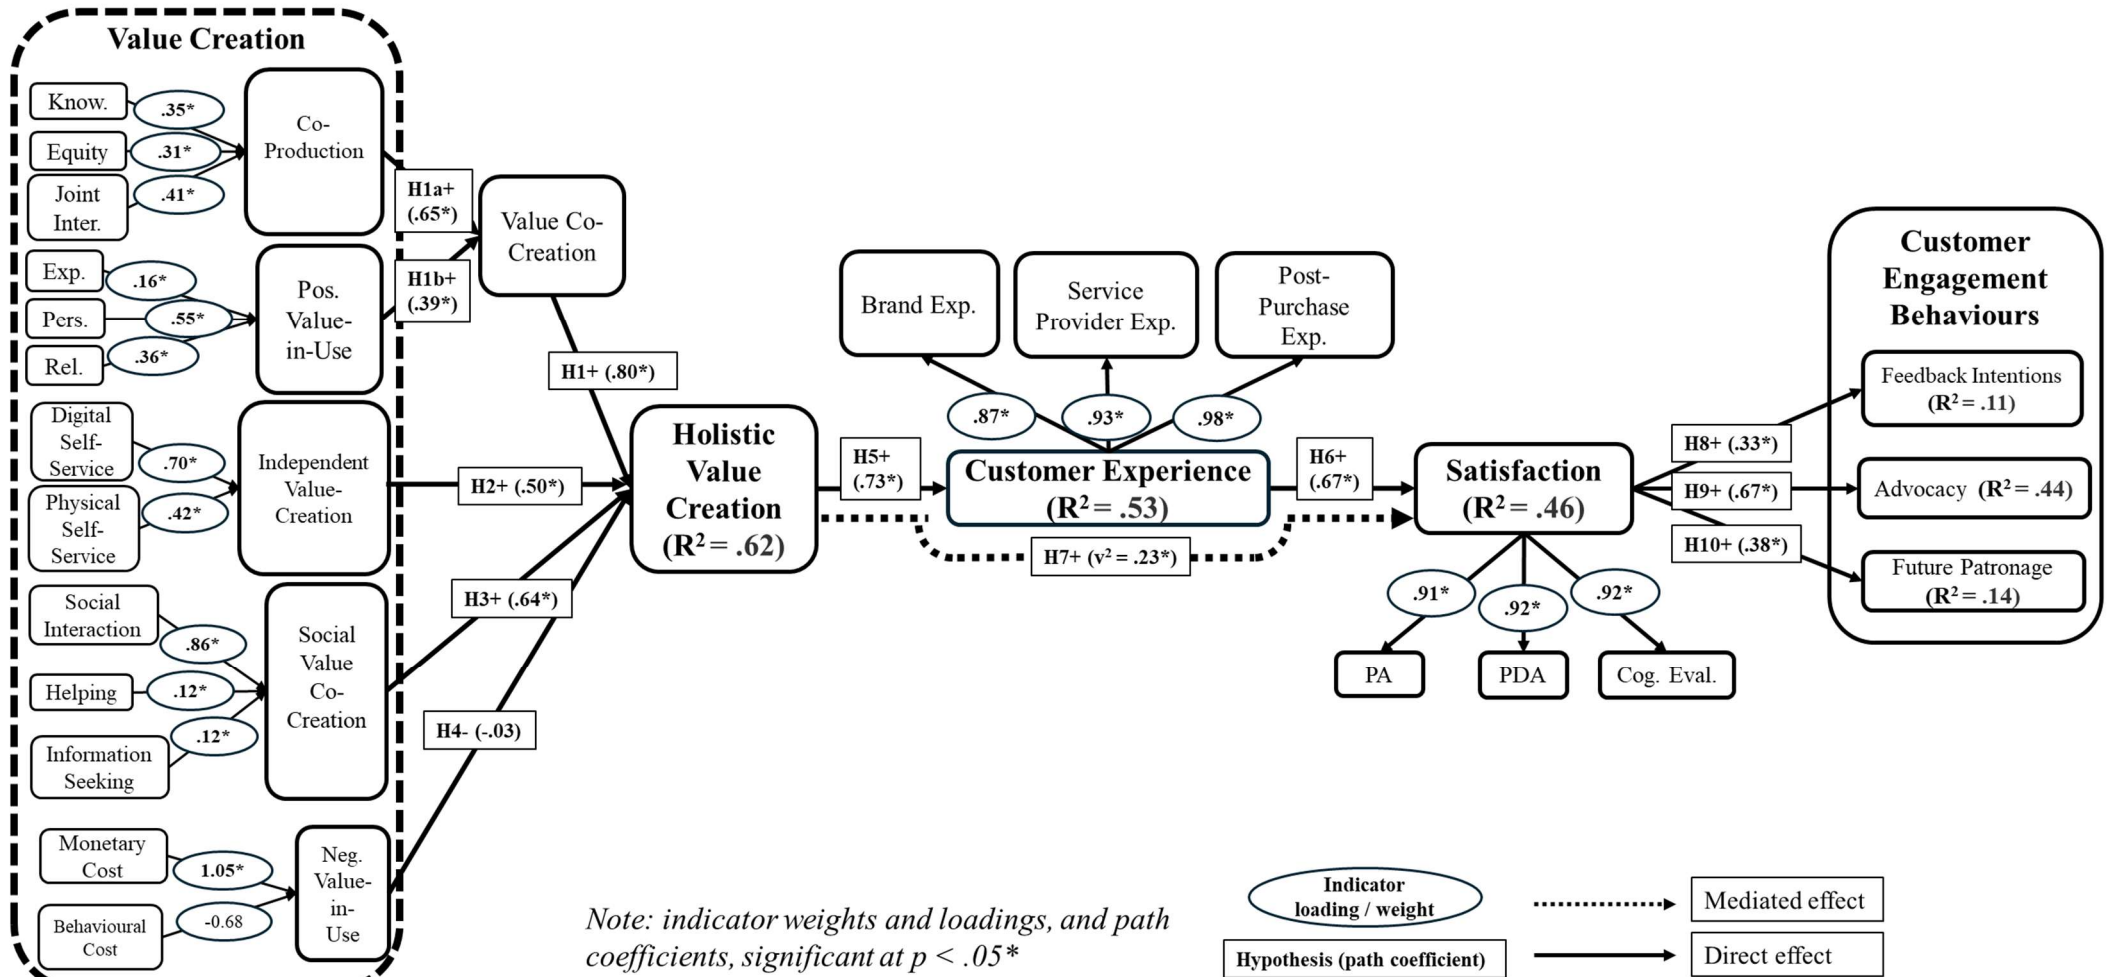 Value Creation
Know.
.35*
Equity
.31*
Joint
Inter.
.41*
Co-
Production
Exp.
.16*
Pers.
.55*
Rel.
.36*
Pos.
Value-
in-Use
Digital
Self-
Service
.70*
Physical
Self-
Service
.42*
Independent
Value-
Creation
Social
Interaction
.86*
Helping
.12*
Information
Seeking
.12*
Social
Value
Co-
Creation
Monetary
Cost
1.05*
Behavioural
Cost
-0.68
Neg.
Value-
in-
Use
H1a+
(.65*)
H1b+
(.39*)
Value Co-
Creation
H1+ (.80*)
H2+ (.50*)
H3+ (.64*)
H4- (-.03)
Holistic
Value
Creation
(R² = .62)
H5+
(.73*)
Brand Exp.
Service
Provider Exp.
Post-
Purchase
Exp.
.87*
.93*
.98*
Customer Experience
(R² = .53)
H6+
(.67*)
H7+ (v² = .23*)
Satisfaction
(R² = .46)
.91*
.92*
.92*
PA
PDA
Cog. Eval.
H8+ (.33*)
H9+ (.67*)
H10+ (.38*)
Customer
Engagement
Behaviours
Feedback Intentions
(R² = .11)
Advocacy (R² = .44)
Future Patronage
(R² = .14)
Note: indicator weights and loadings, and path
coefficients, significant at p < .05*
Indicator
loading / weight
Mediated effect
Hypothesis (path coefficient)
Direct effect